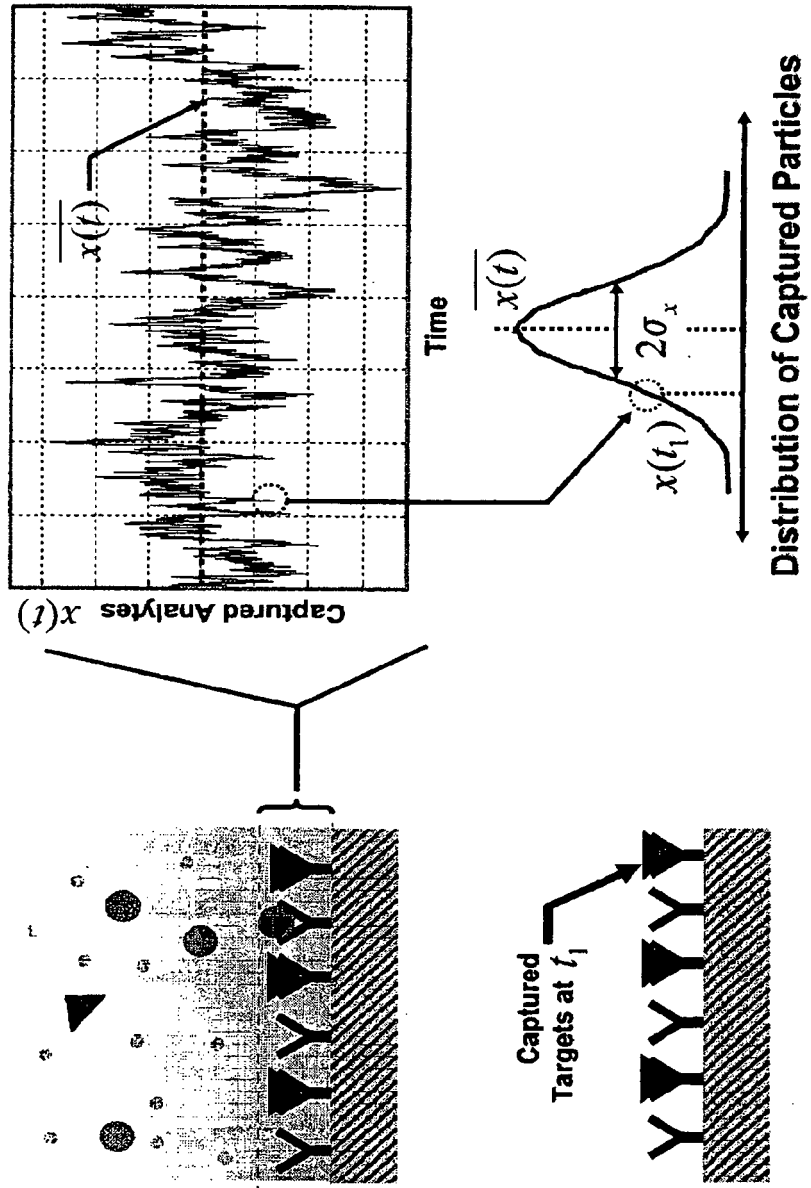 Captured Analytes x(t)
x(t)
Time
x(t)
2σx
x(t1)
Distribution of Captured Particles
Captured
Targets at t1